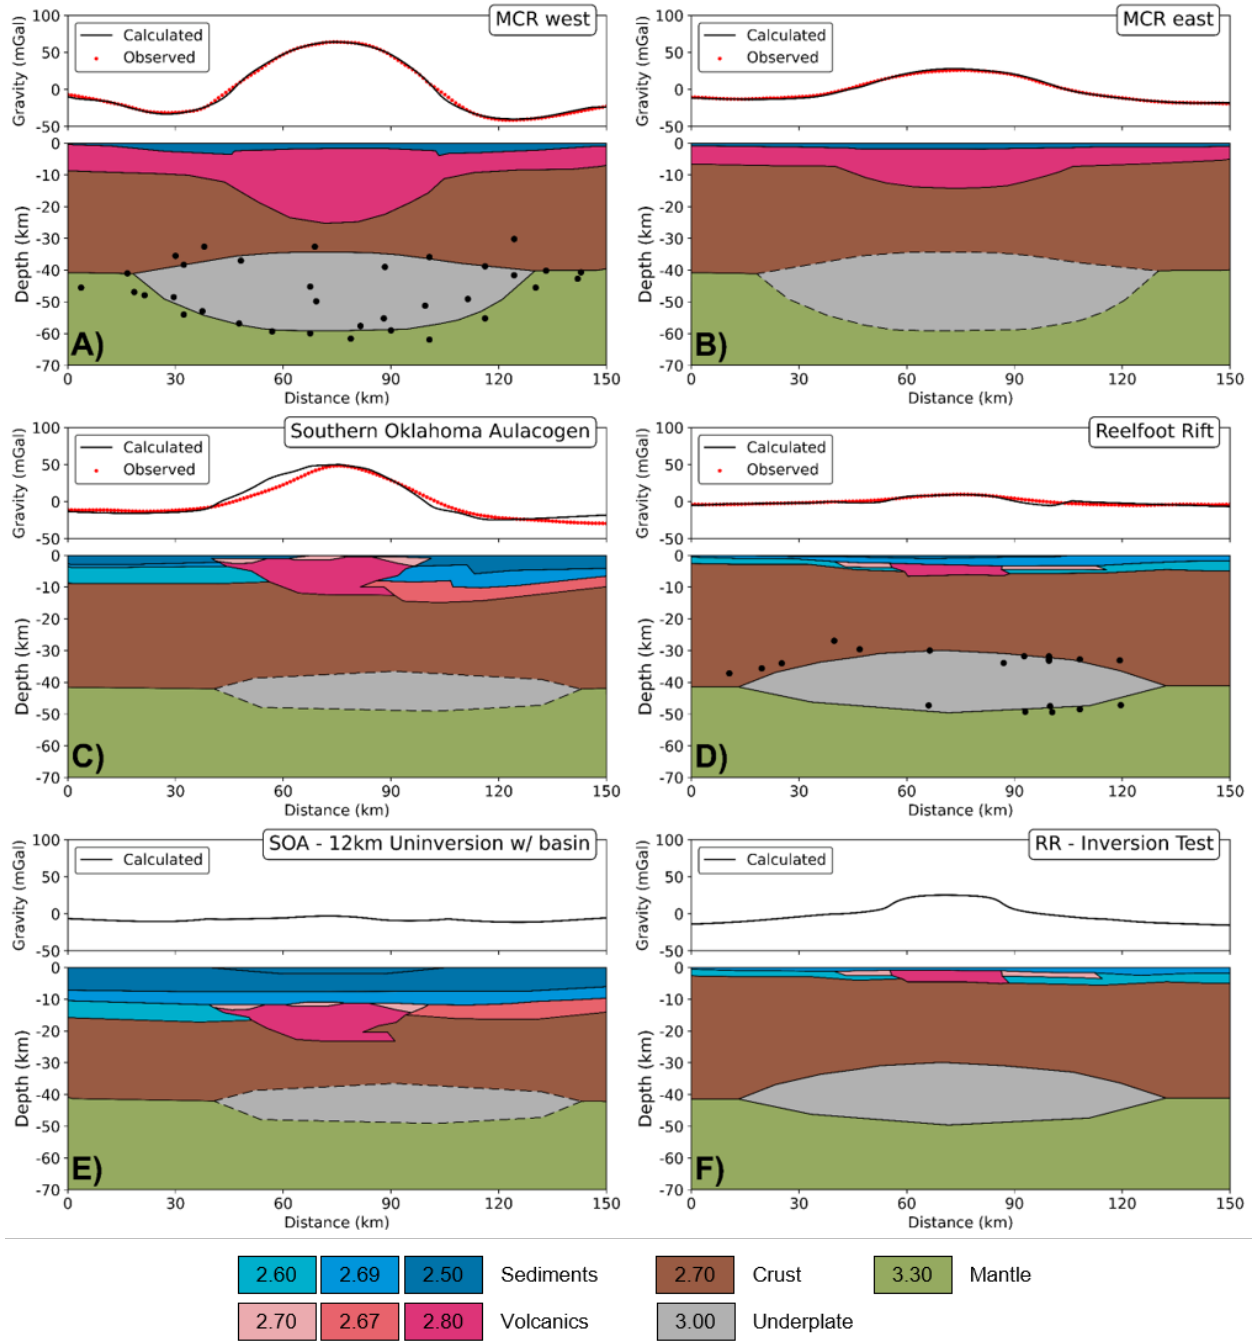 MCR west
Calculated
Observed
Gravity (mGal)
100
50
0
-50
Depth (km)
0
-10
-20
-30
-40
-50
-60
-70
A)
0 30 60 90 120 150
Distance (km)
MCR east
Calculated
Observed
Gravity (mGal)
100
50
0
-50
Depth (km)
0
-10
-20
-30
-40
-50
-60
-70
B)
0 30 60 90 120 150
Distance (km)
Southern Oklahoma Aulacogen
Calculated
Observed
Gravity (mGal)
100
50
0
-50
Depth (km)
0
-10
-20
-30
-40
-50
-60
-70
C)
0 30 60 90 120 150
Distance (km)
Reelfoot Rift
Calculated
Observed
Gravity (mGal)
100
50
0
-50
Depth (km)
0
-10
-20
-30
-40
-50
-60
-70
D)
0 30 60 90 120 150
Distance (km)
SOA - 12km Uninversion w/ basin
Calculated
Gravity (mGal)
100
50
0
-50
Depth (km)
0
-10
-20
-30
-40
-50
-60
-70
E)
0 30 60 90 120 150
Distance (km)
RR - Inversion Test
Calculated
Gravity (mGal)
100
50
0
-50
Depth (km)
0
-10
-20
-30
-40
-50
-60
-70
F)
0 30 60 90 120 150
Distance (km)
2.60 2.69 2.50 Sediments 2.70 Crust 3.30 Mantle
2.70 2.67 2.80 Volcanics 3.00 Underplate